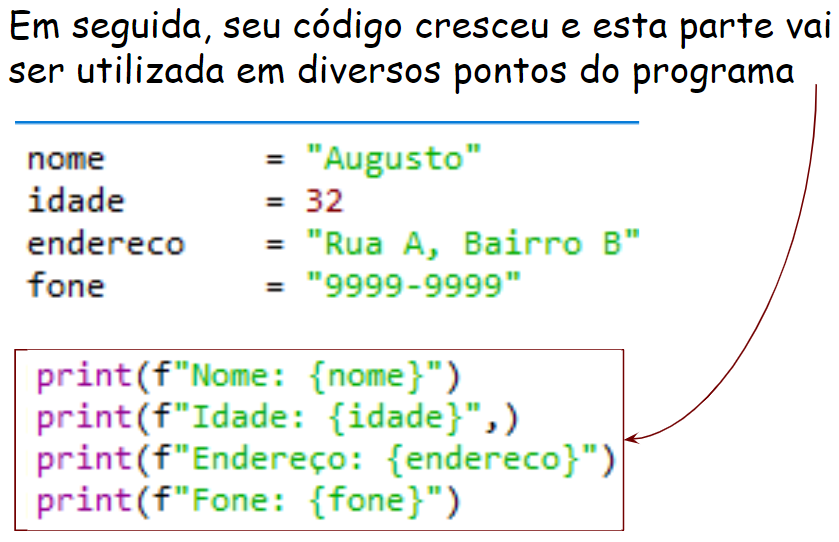 Em seguida, seu código cresceu e esta parte vai
ser utilizada em diversos pontos do programa
nome = "Augusto"
idade = 32
endereco = "Rua A, Bairro B"
fone = "9999-9999"
print(f"Nome: {nome}")
print(f"Idade: {idade}",)
print(f"Endereço: {endereco}")
print(f"Fone: {fone}")